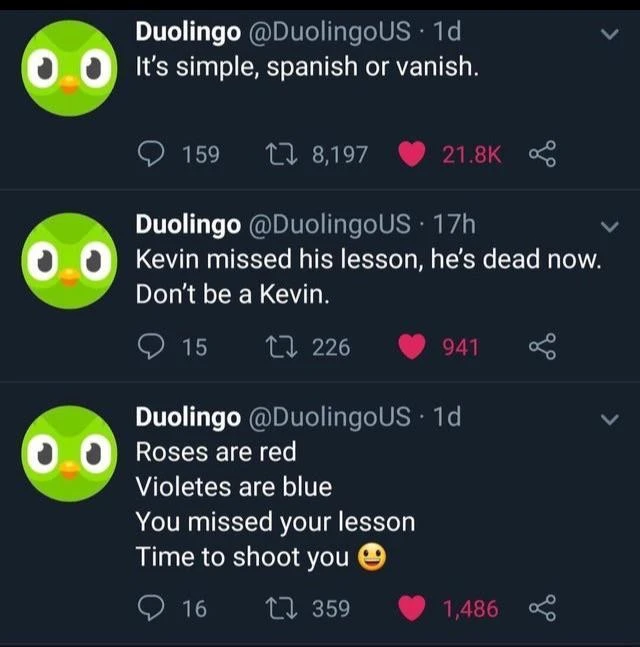 Duolingo @DuolingoUS · 1d
It's simple, spanish or vanish.
159 8,197 21.8K
Duolingo @DuolingoUS · 17h
Kevin missed his lesson, he's dead now.
Don't be a Kevin.
15 226 941
Duolingo @DuolingoUS · 1d
Roses are red
Violetes are blue
You missed your lesson
Time to shoot you 😃
16 359 1,486